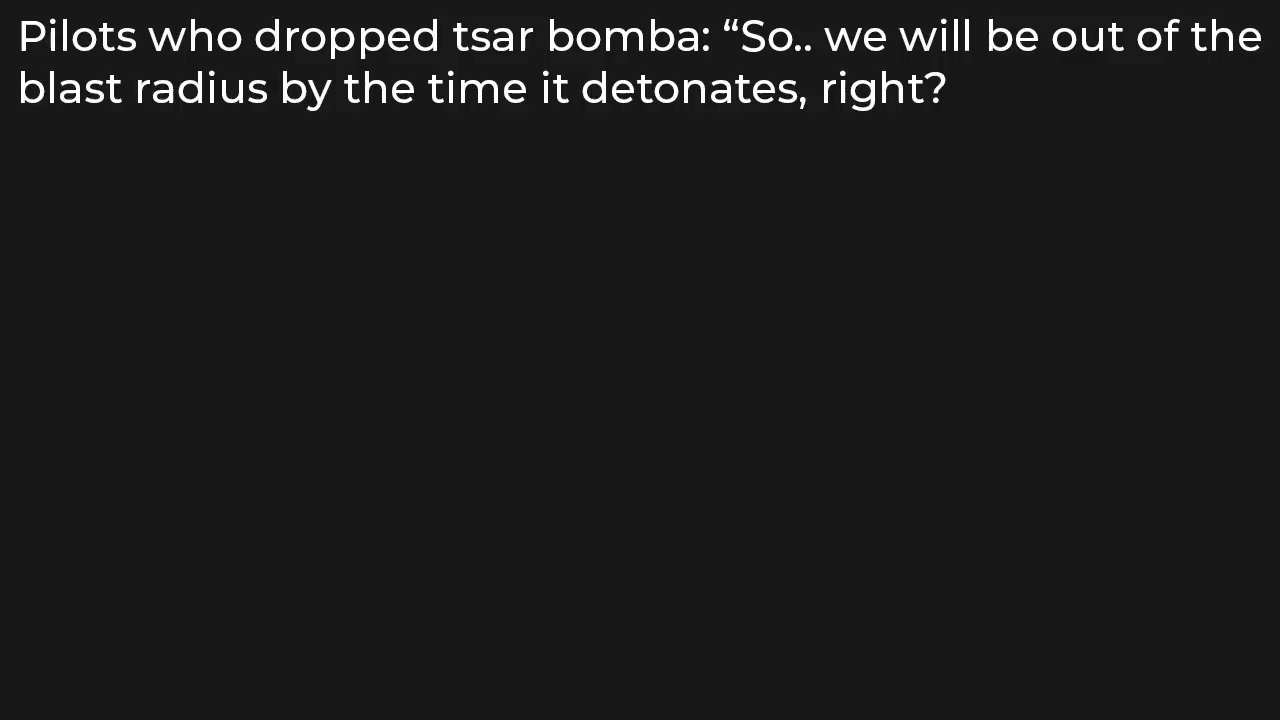 Pilots who dropped tsar bomba: “So.. we will be out of the
blast radius by the time it detonates, right?